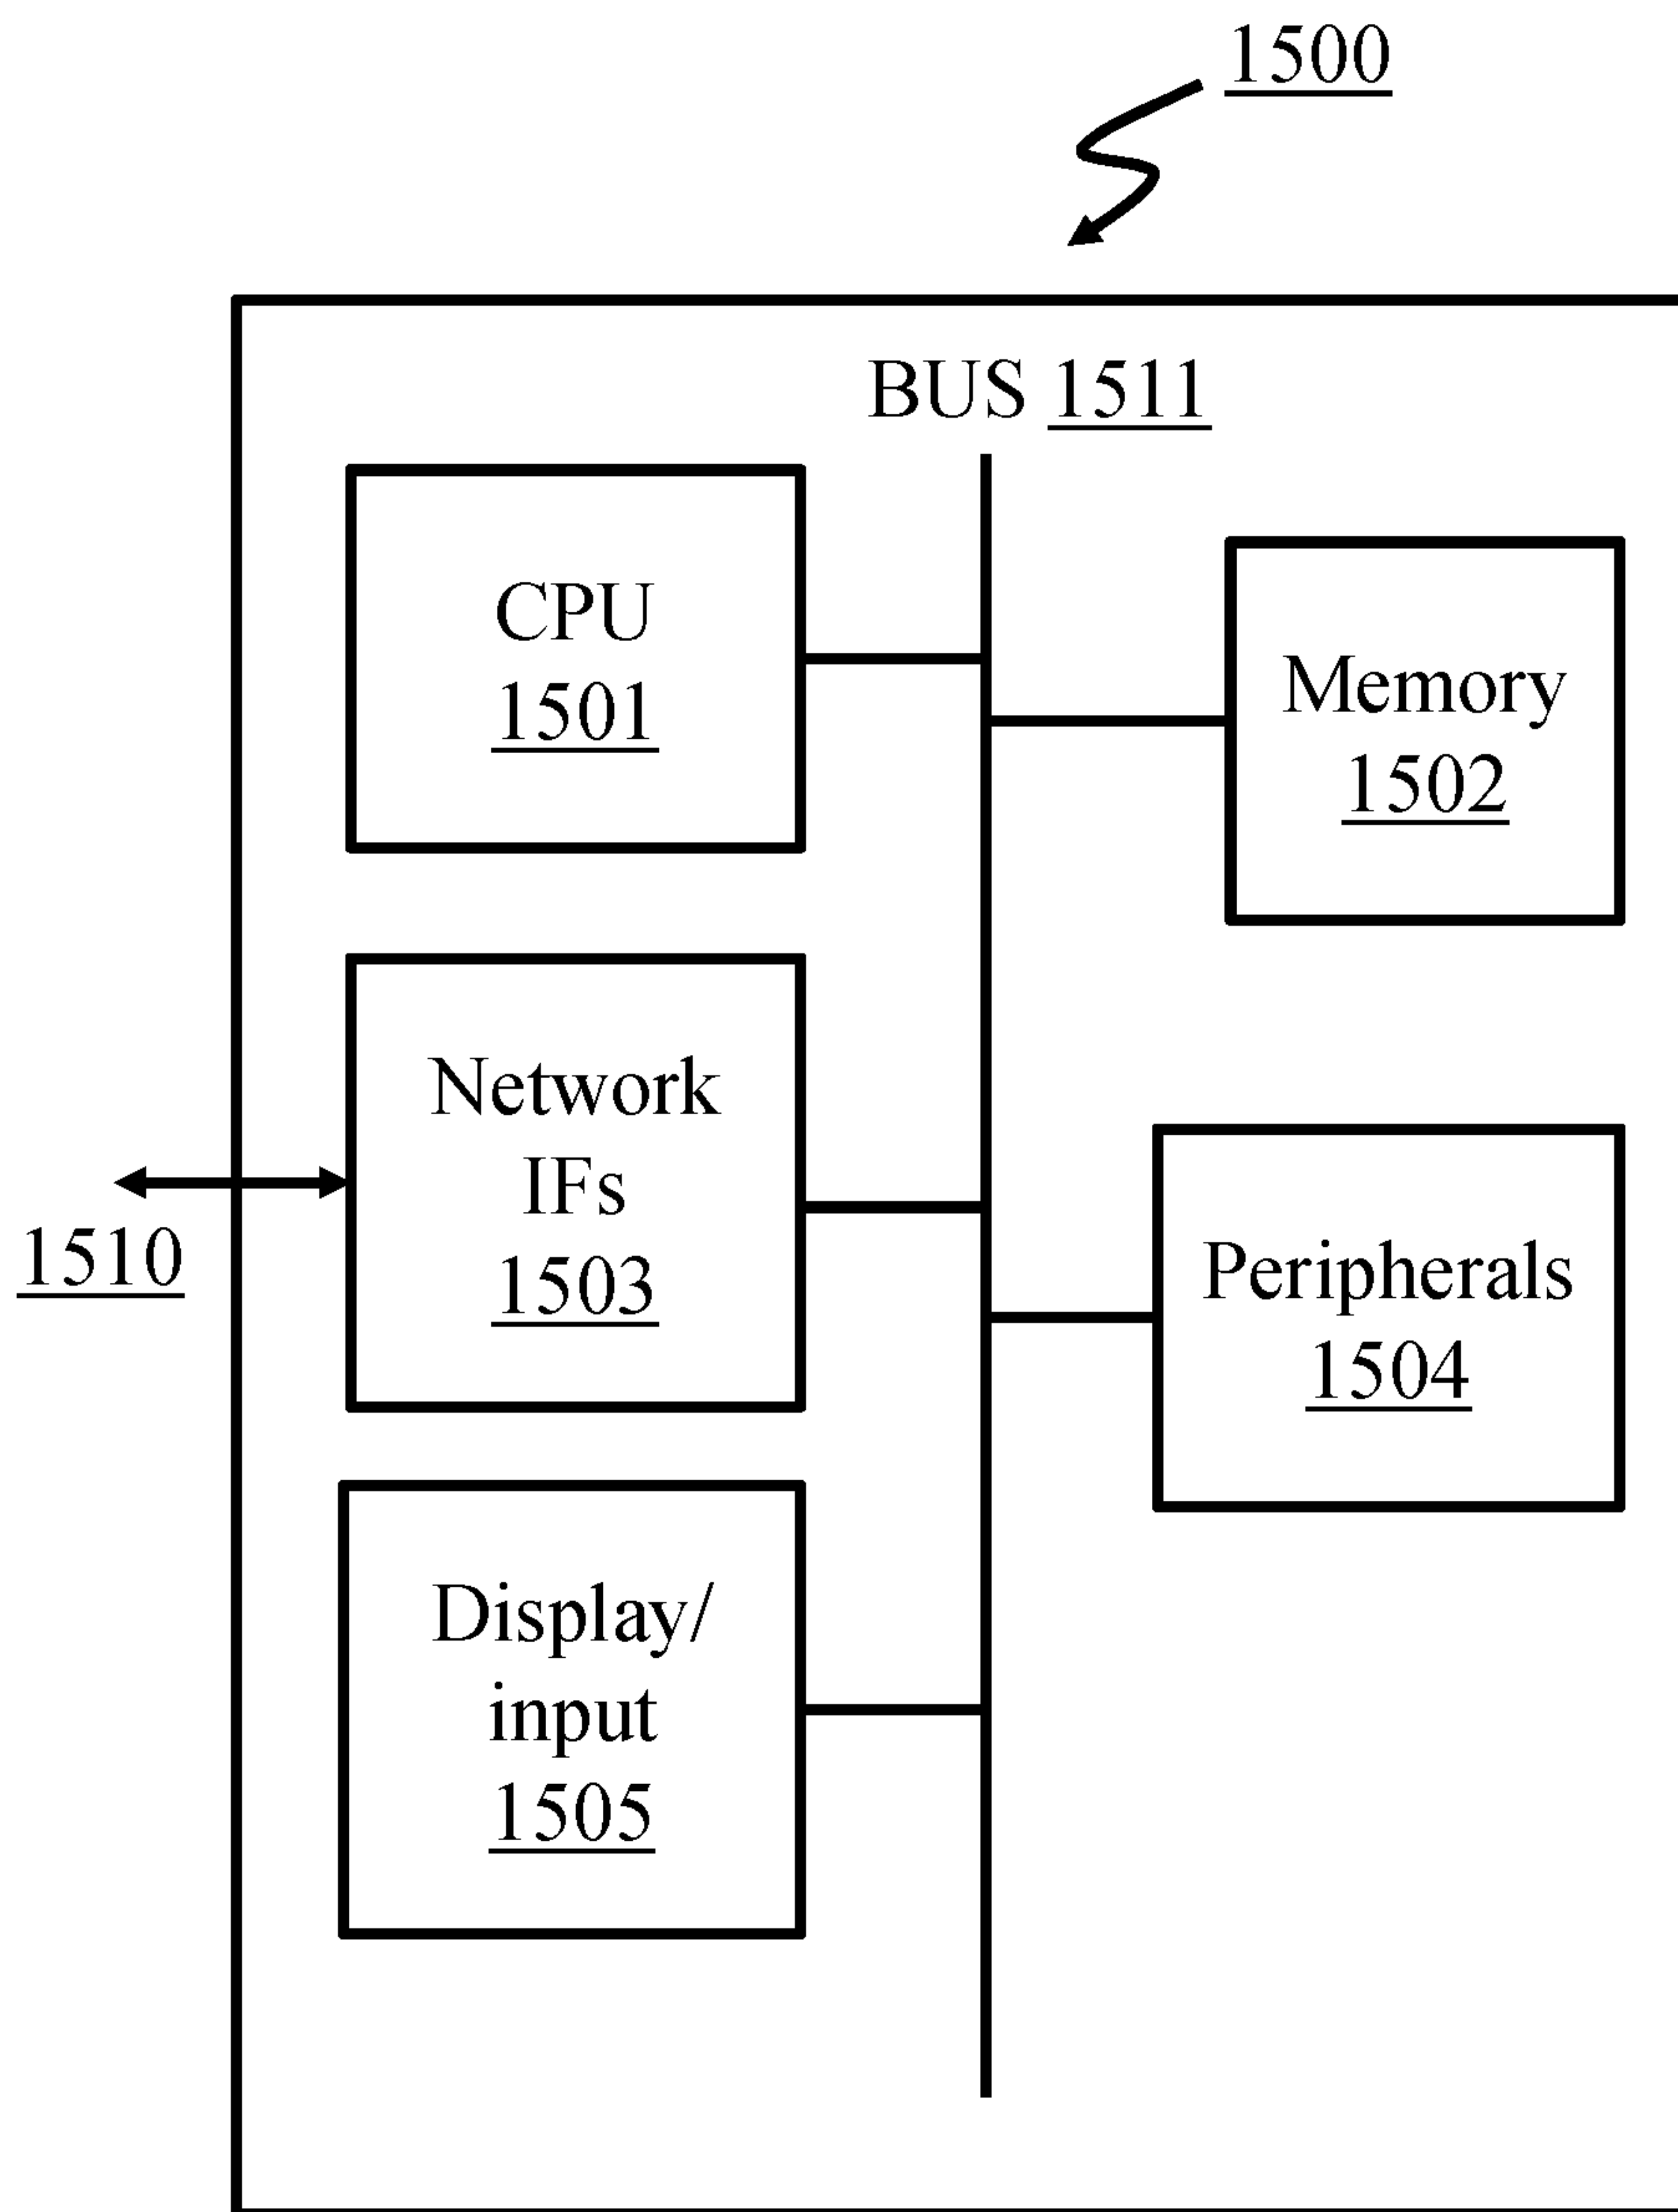 1500
BUS 1511
CPU
1501
Memory
1502
Network
IFs
1503
1510
Peripherals
1504
Display/
input
1505